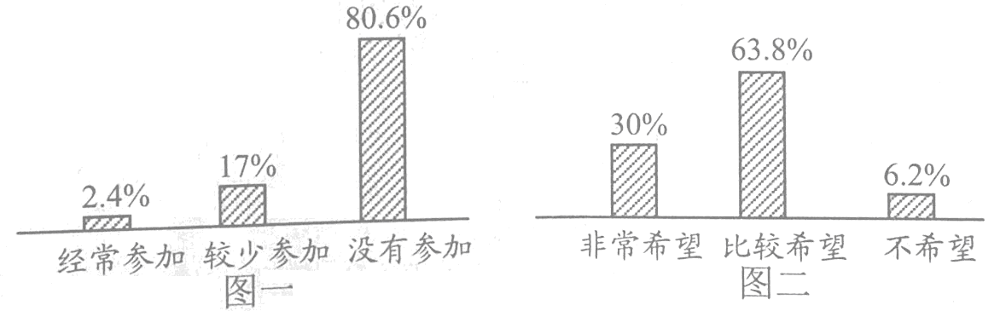 80.6%
17%
2.4%
经常参加 较少参加 没有参加
图一
63.8%
30%
6.2%
非常希望 比较希望 不希望
图二